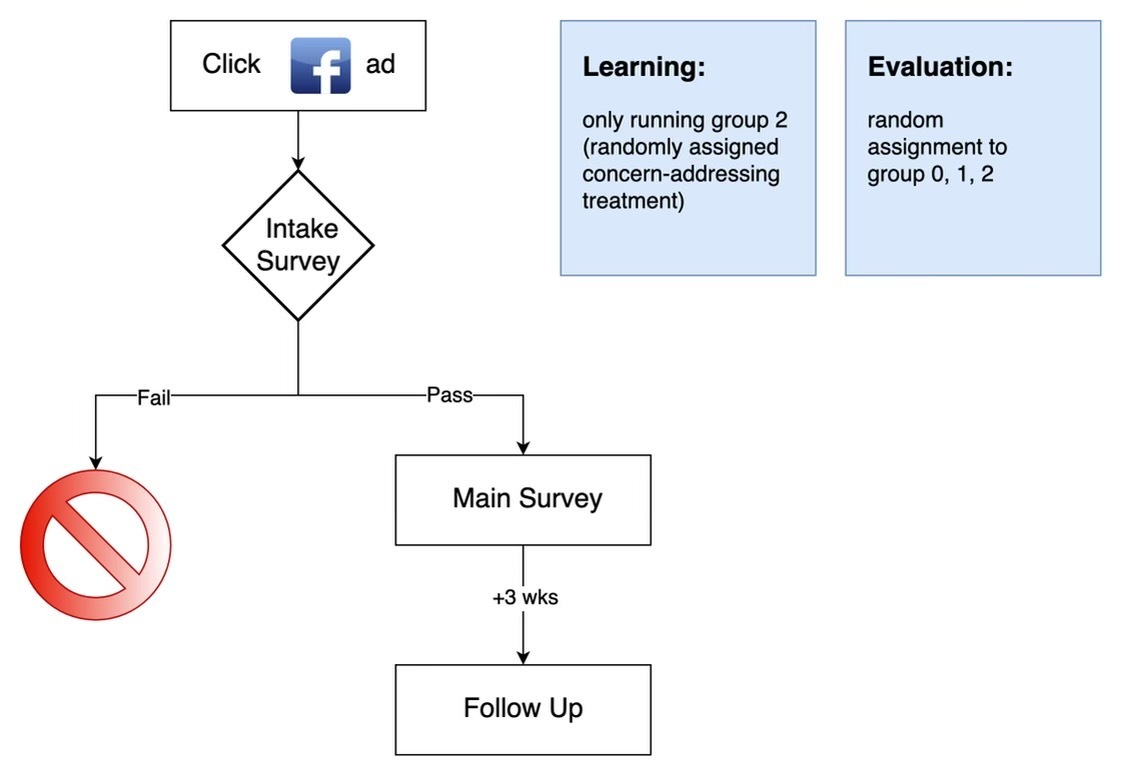 Click f ad
Intake
Survey
Fail
Pass
Main Survey
+3 wks
Follow Up
Learning:
only running group 2
(randomly assigned
concern-addressing
treatment)
Evaluation:
random
assignment to
group 0, 1, 2